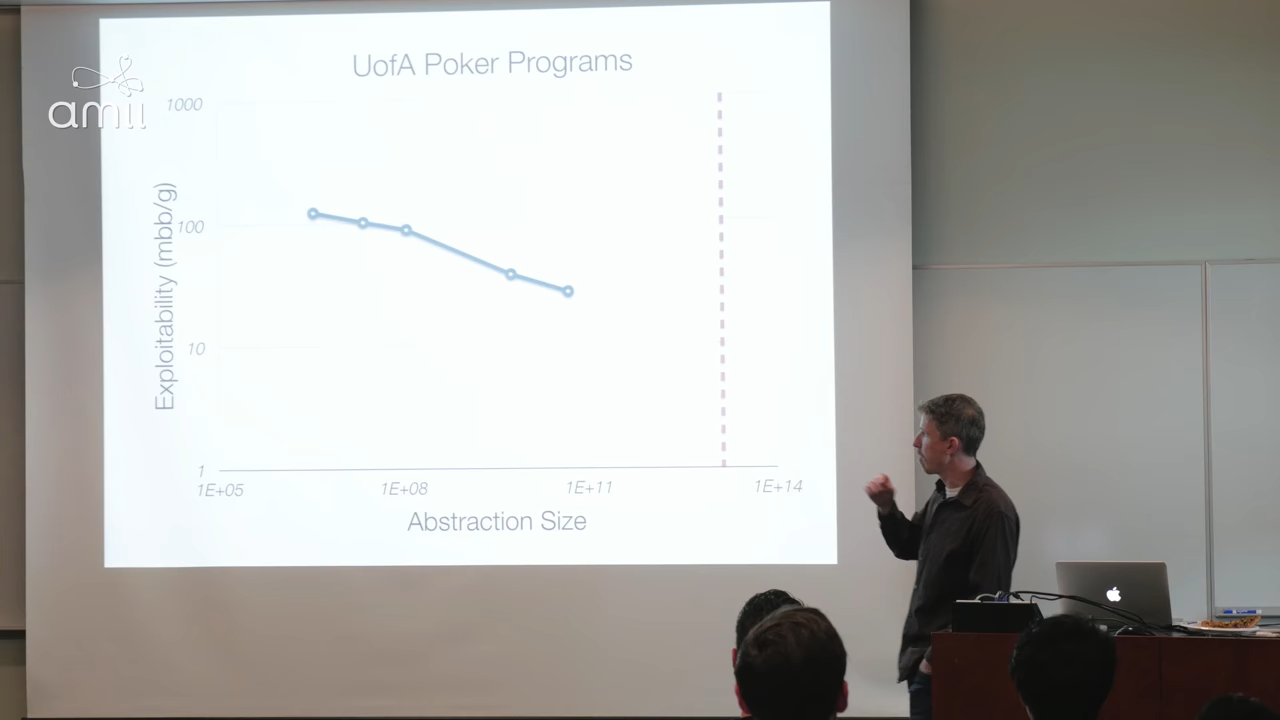 UofA Poker Programs
amii
1000
100
10
1
Exploitability (mbb/g)
1E+05 1E+08 1E+11 1E+14
Abstraction Size